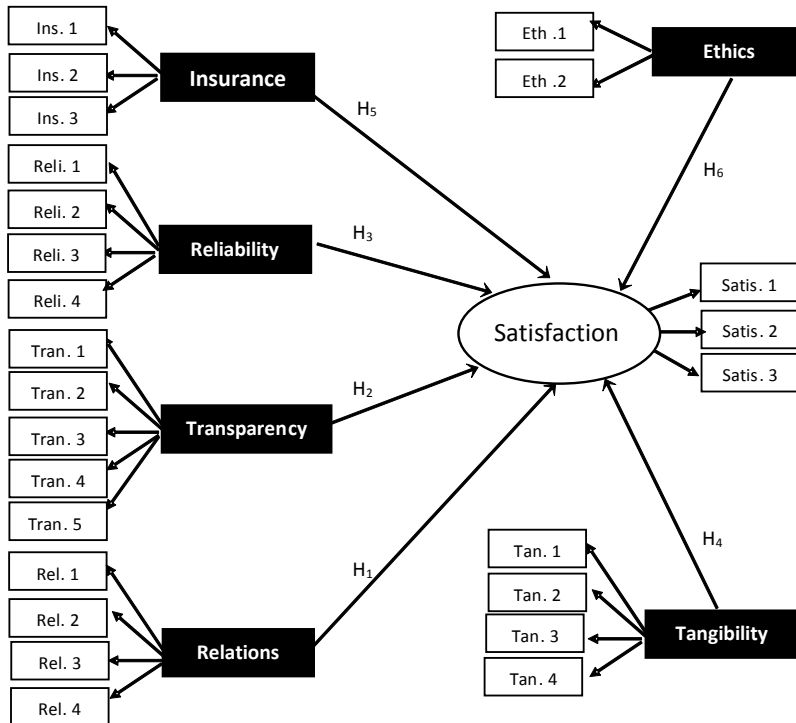 Ins. 1
Ins. 2
Ins. 3
Insurance
H₅
Eth .1
Eth .2
Ethics
H₆
Reli. 1
Reli. 2
Reli. 3
Reli. 4
Reliability
H₃
Satisfaction
Satis. 1
Satis. 2
Satis. 3
Tran. 1
Tran. 2
Tran. 3
Tran. 4
Tran. 5
Transparency
H₂
Rel. 1
Rel. 2
Rel. 3
Rel. 4
Relations
H₁
Tan. 1
Tan. 2
Tan. 3
Tan. 4
Tangibility
H₄